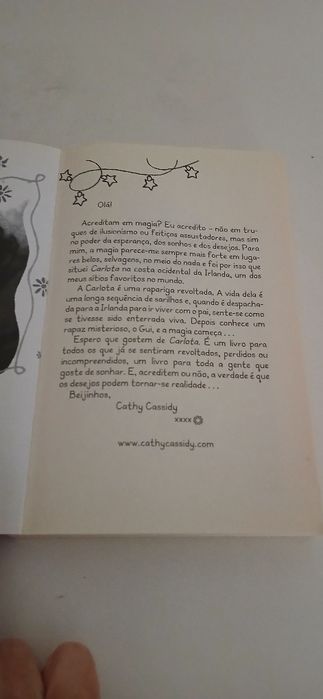 Olá!
Acreditam em magia? Eu acredito – não em tru-
ques de ilusionismo ou feitiços assustadores, mas sim
no poder da esperança, dos sonhos e dos desejos. Para
mim, a magia parece-me sempre mais forte em luga-
res belos, selvagens, no meio do nada e foi por isso que
situei Carlota na costa ocidental da Irlanda, um dos
meus sítios favoritos no mundo.
A Carlota é uma rapariga revoltada. A vida dela é
uma longa sequência de sarilhos e, quando é despacha-
da para a Irlanda para ir viver com o pai, sente-se como
se tivesse sido enterrada viva. Depois conhece um
rapaz misterioso, o Gui, e a magia começa...
Espero que gostem de Carlota. É um livro para
todos os que já se sentiram revoltados, perdidos ou
incompreendidos, um livro para toda a gente que
goste de sonhar. E, acreditem ou não, a verdade é que
os desejos podem tornar-se realidade...
Beijinhos,
Cathy Cassidy
xxxx
www.cathycassidy.com